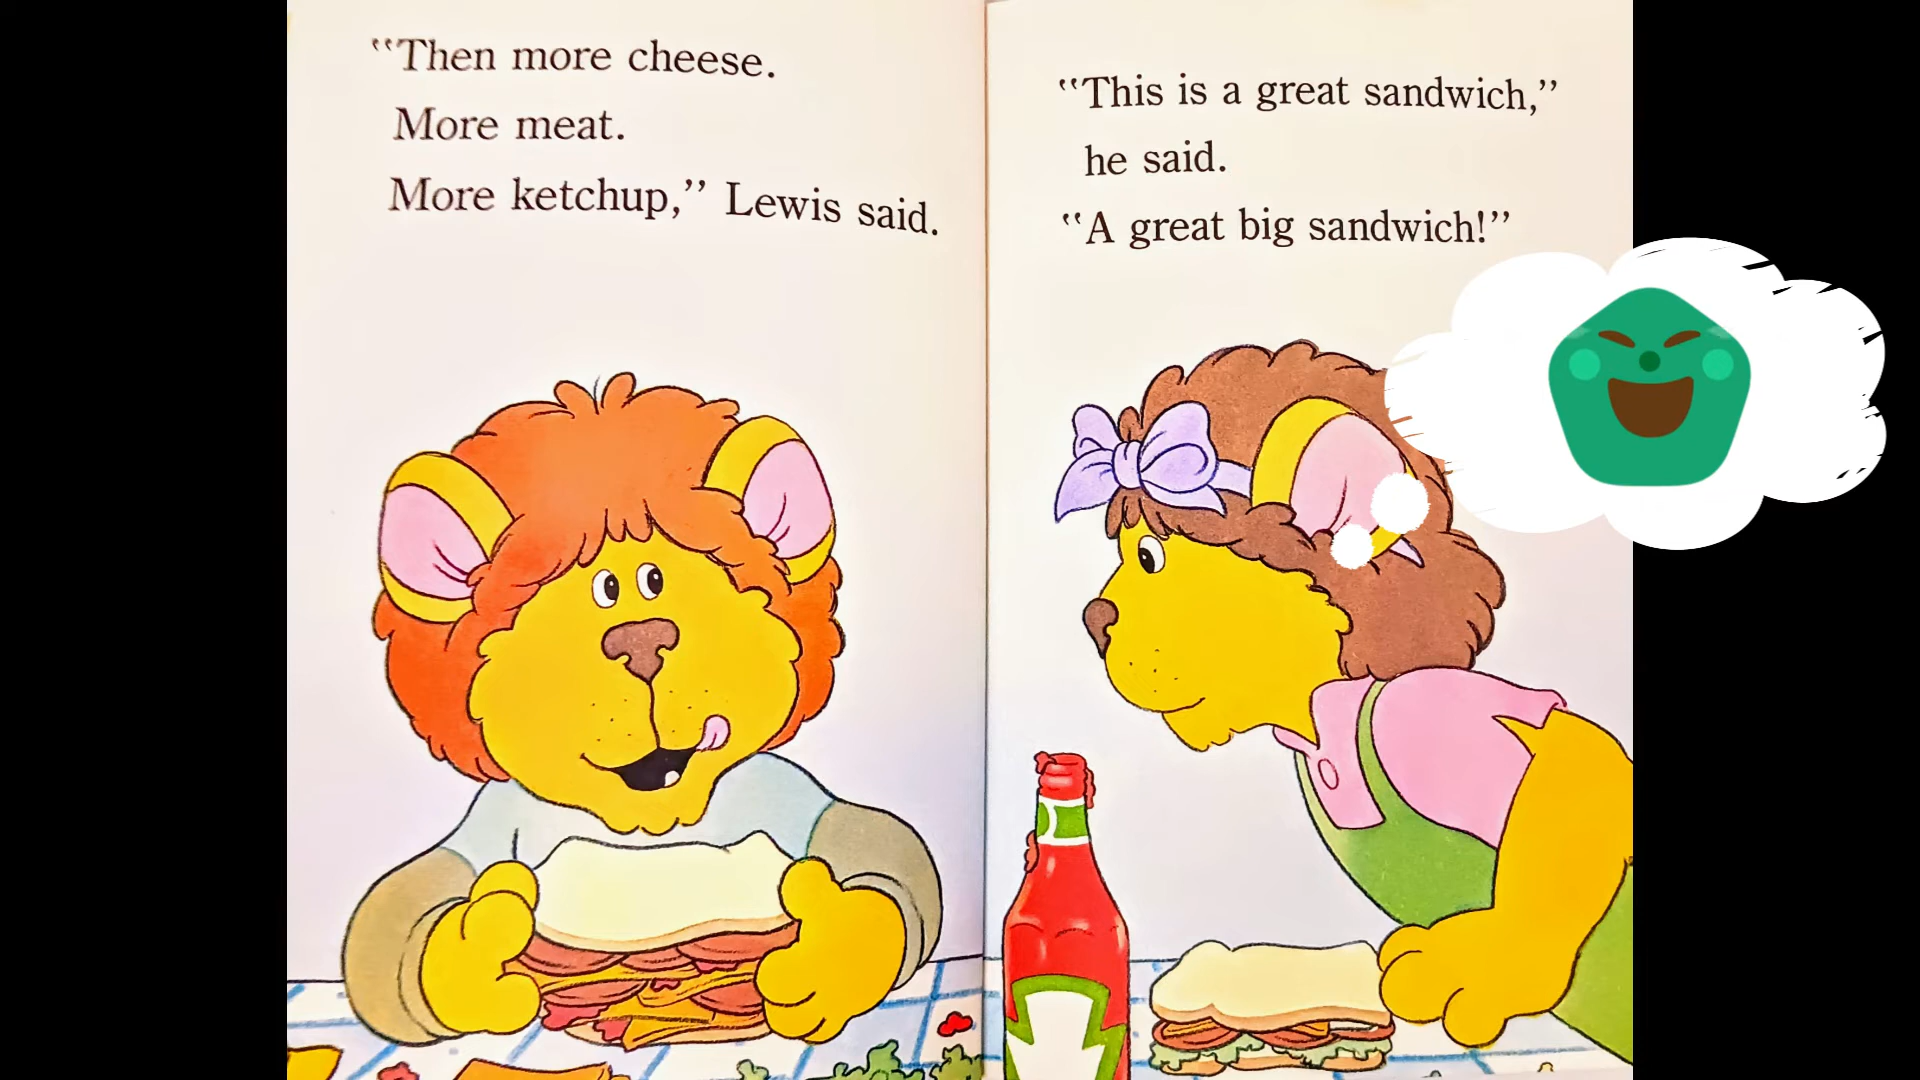 “Then more cheese.
More meat.
More ketchup,” Lewis said.
“This is a great sandwich,”
he said.
“A great big sandwich!”